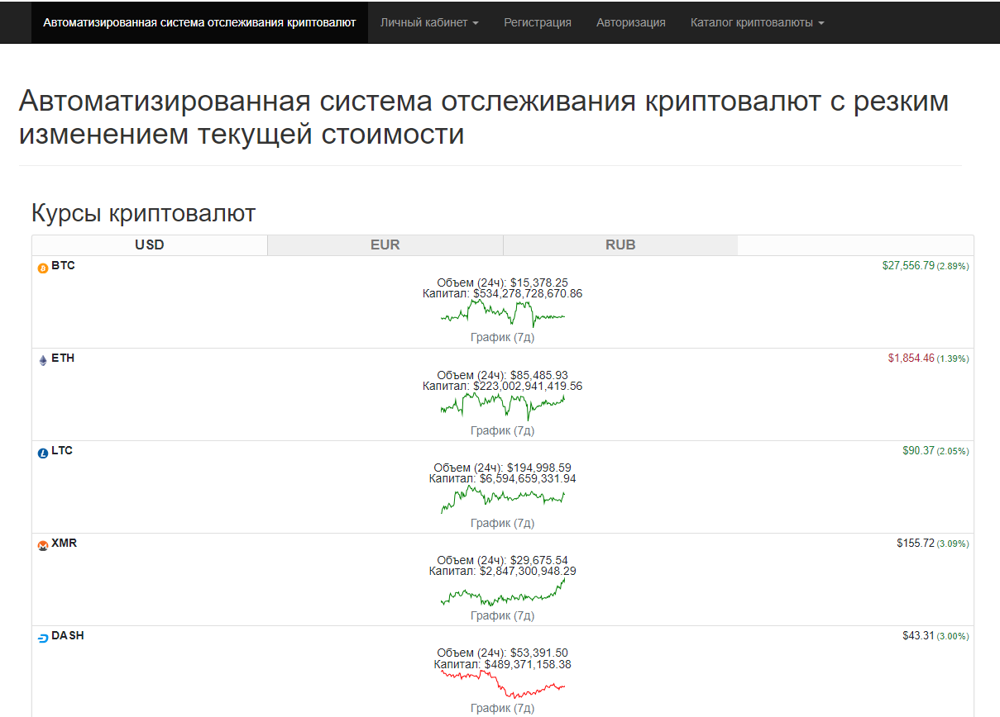 Автоматизированная система отслеживания криптовалют Личный кабинет Регистрация Авторизация Каталог криптовалюты
Автоматизированная система отслеживания криптовалют с резким
изменением текущей стоимости
Курсы криптовалют
USD EUR RUB
BTC $27,556.79 (2.89%)
Объем (24ч): $15,378.25
Капитал: $534,278,728,670.86
График (7д)
ETH $1,854.46 (1.39%)
Объем (24ч): $85,485.93
Капитал: $223,002,941,419.56
График (7д)
LTC $90.37 (2.05%)
Объем (24ч): $194,998.59
Капитал: $6,594,659,331.94
График (7д)
XMR $155.72 (3.09%)
Объем (24ч): $29,675.54
Капитал: $2,847,300,948.29
График (7д)
DASH $43.31 (3.00%)
Объем (24ч): $53,391.50
Капитал: $489,371,158.38
График (7д)